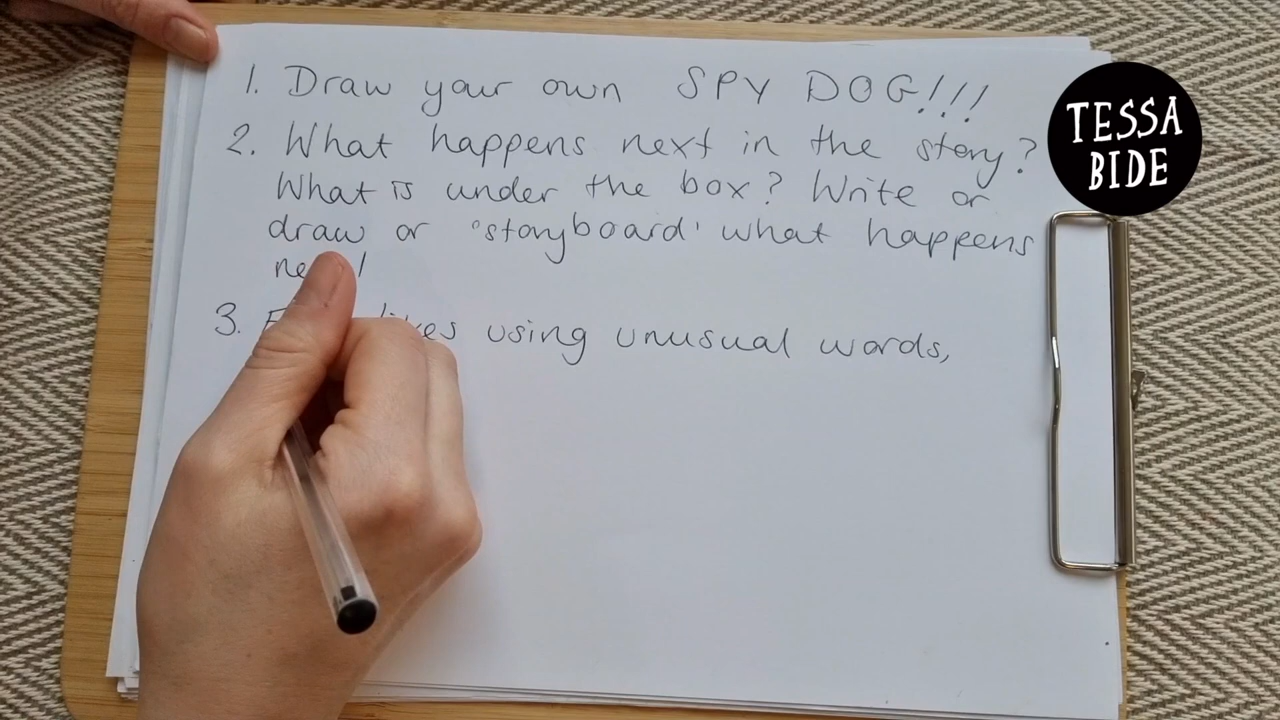 1. Draw your own SPY DOG!!!
2. What happens next in the story?
What is under the box? Write or
draw or 'storyboard' what happens
3. likes using unusual words,
TESSA
BIDE